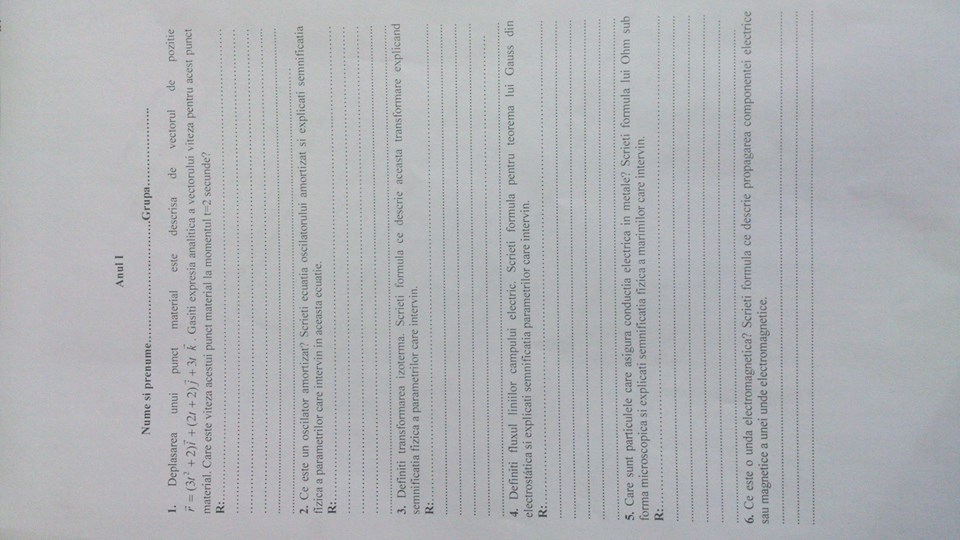 Anul I
Nume si prenume...............................Grupa....................
1. Deplasarea unui punct material este descrisa de vectorul de pozitie
r⃗ = (3t² + 2)i⃗ + (2t + 2)j⃗ + 3t k⃗ . Gasiti expresia analitica a vectorului viteza pentru acest punct
material. Care este viteza acestui punct material la momentul t=2 secunde?
R:
2. Ce este un oscilator amortizat? Scrieti ecuatia oscilatorului amortizat si explicati semnificatia
fizica a parametrilor care intervin in aceasta ecuatie.
R:
3. Definiti transformarea izoterma. Scrieti formula ce descrie aceasta transformare explicand
semnificatia fizica a parametrilor care intervin.
R:
4. Definiti fluxul liniilor campului electric. Scrieti formula pentru teorema lui Gauss din
electrostática si explicati semnificatia parametrilor care intervin.
R:
5. Care sunt particulele care asigura conductia electrica in metale? Scrieti formula lui Ohm sub
forma microscopica si explicati semnificatia fizica a marimilor care intervin.
R:
6. Ce este o unda electromagnetica? Scrieti formula ce descrie propagarea componentei electrice
sau magnetice a unei unde electromagnetice.